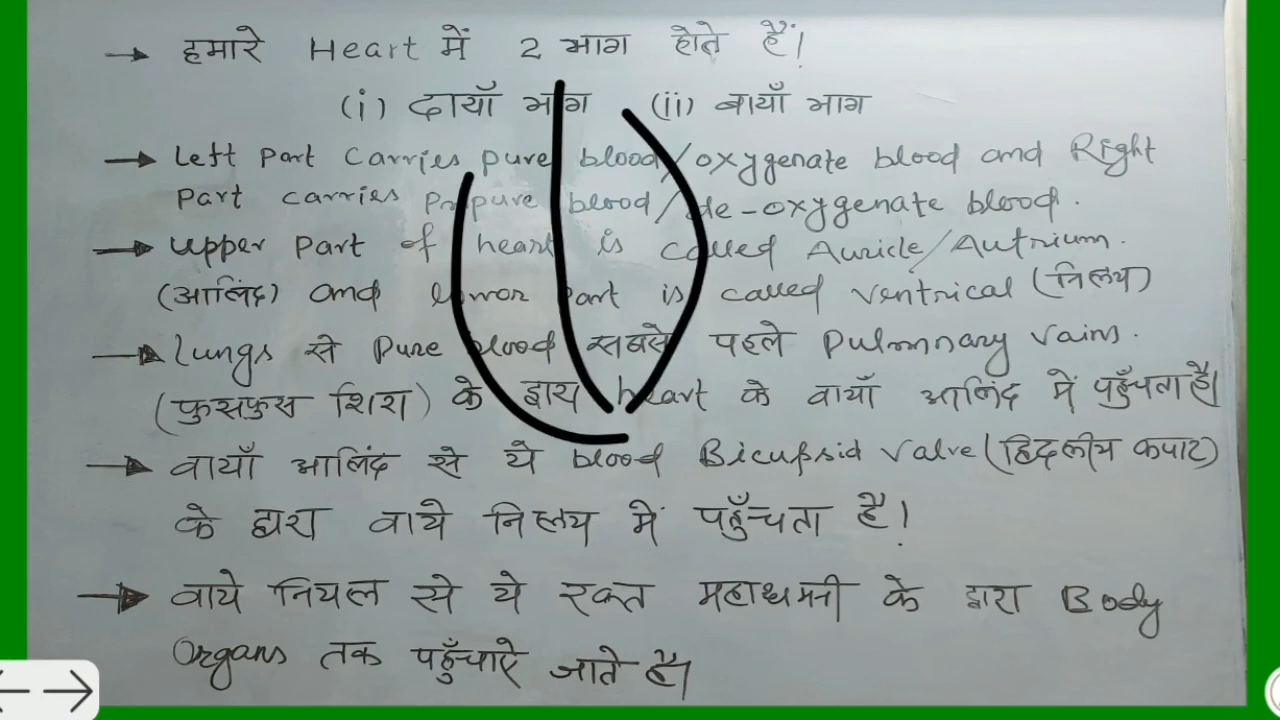 → हमारे Heart में 2 भाग होते हैं।
(i) दायाँ भाग (ii) बायाँ भाग
→ Left Part Carries pure blood/oxygenate blood and Right
Part carries blood/de-oxygenate blood.
→ upper Part of heart is called Auricle/Autrium.
(आलिंद) and part is called ventrical (निलय)
→ Lungs से Pure blood सबसे पहले Pulmnary vains.
(फुसफुस शिरा) के द्वारा heart के वायाँ आलिंद में पहुँचता है।
→ वायाँ आलिंद से ये blood Bicupsid valve (द्विदलीय कपाट)
के द्वारा वाये निलय में पहुँचता है।
→ वाये नियल से ये रक्त महाधमनी के द्वारा Body
Organs तक पहुँचाऐ जाते है।